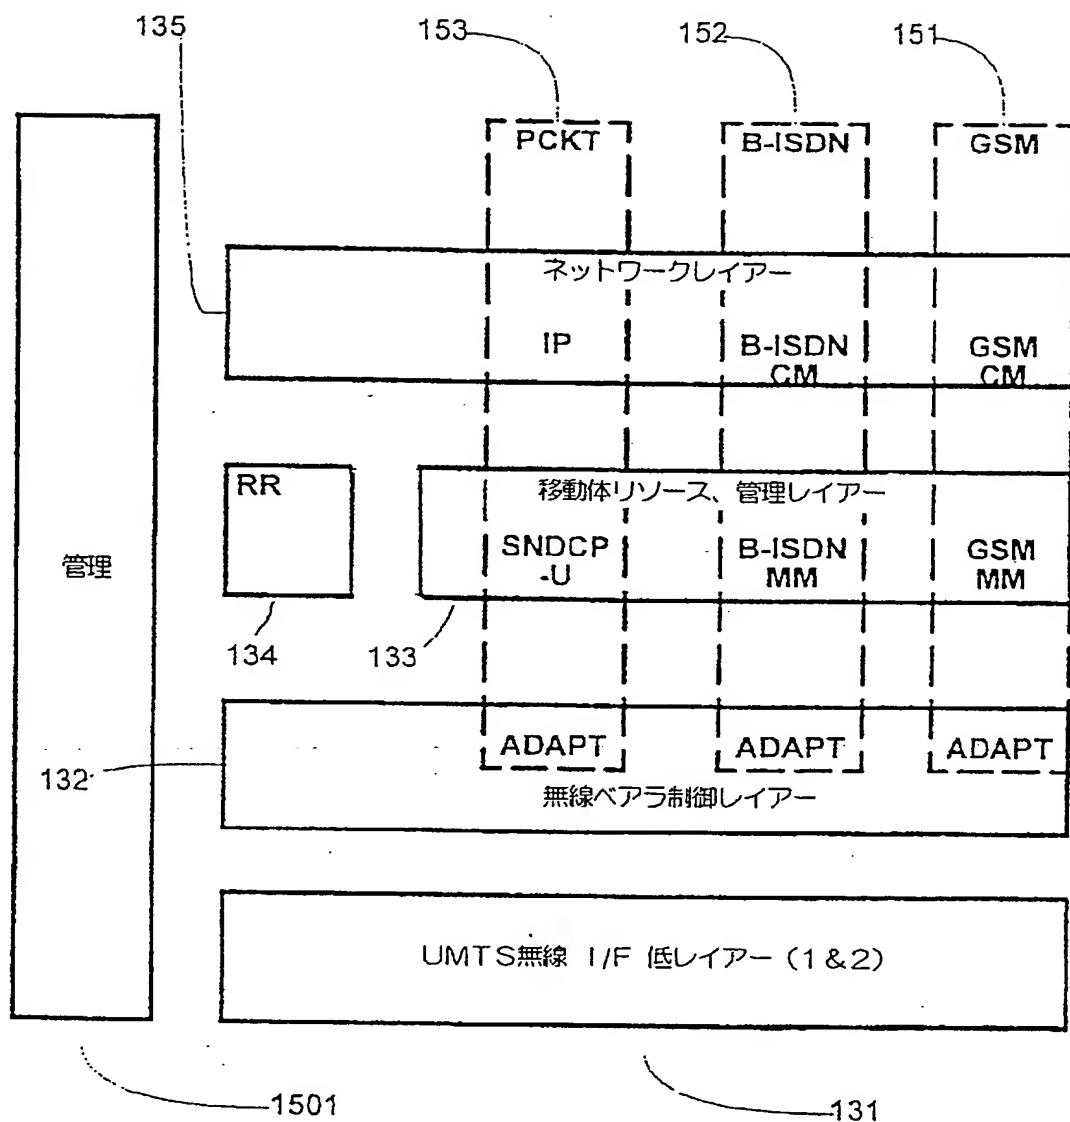 135
153
152
151
PCKT
B-ISDN
GSM
ネットワークレイアー
IP
B-ISDN
CM
GSM
CM
RR
移動体リソース、管理レイアー
管理
SNDCP
-U
B-ISDN
MM
GSM
MM
134
133
ADAPT
ADAPT
ADAPT
132
無線ベアラ制御レイアー
UMTS無線 I/F 低レイアー(1&2)
1501
131